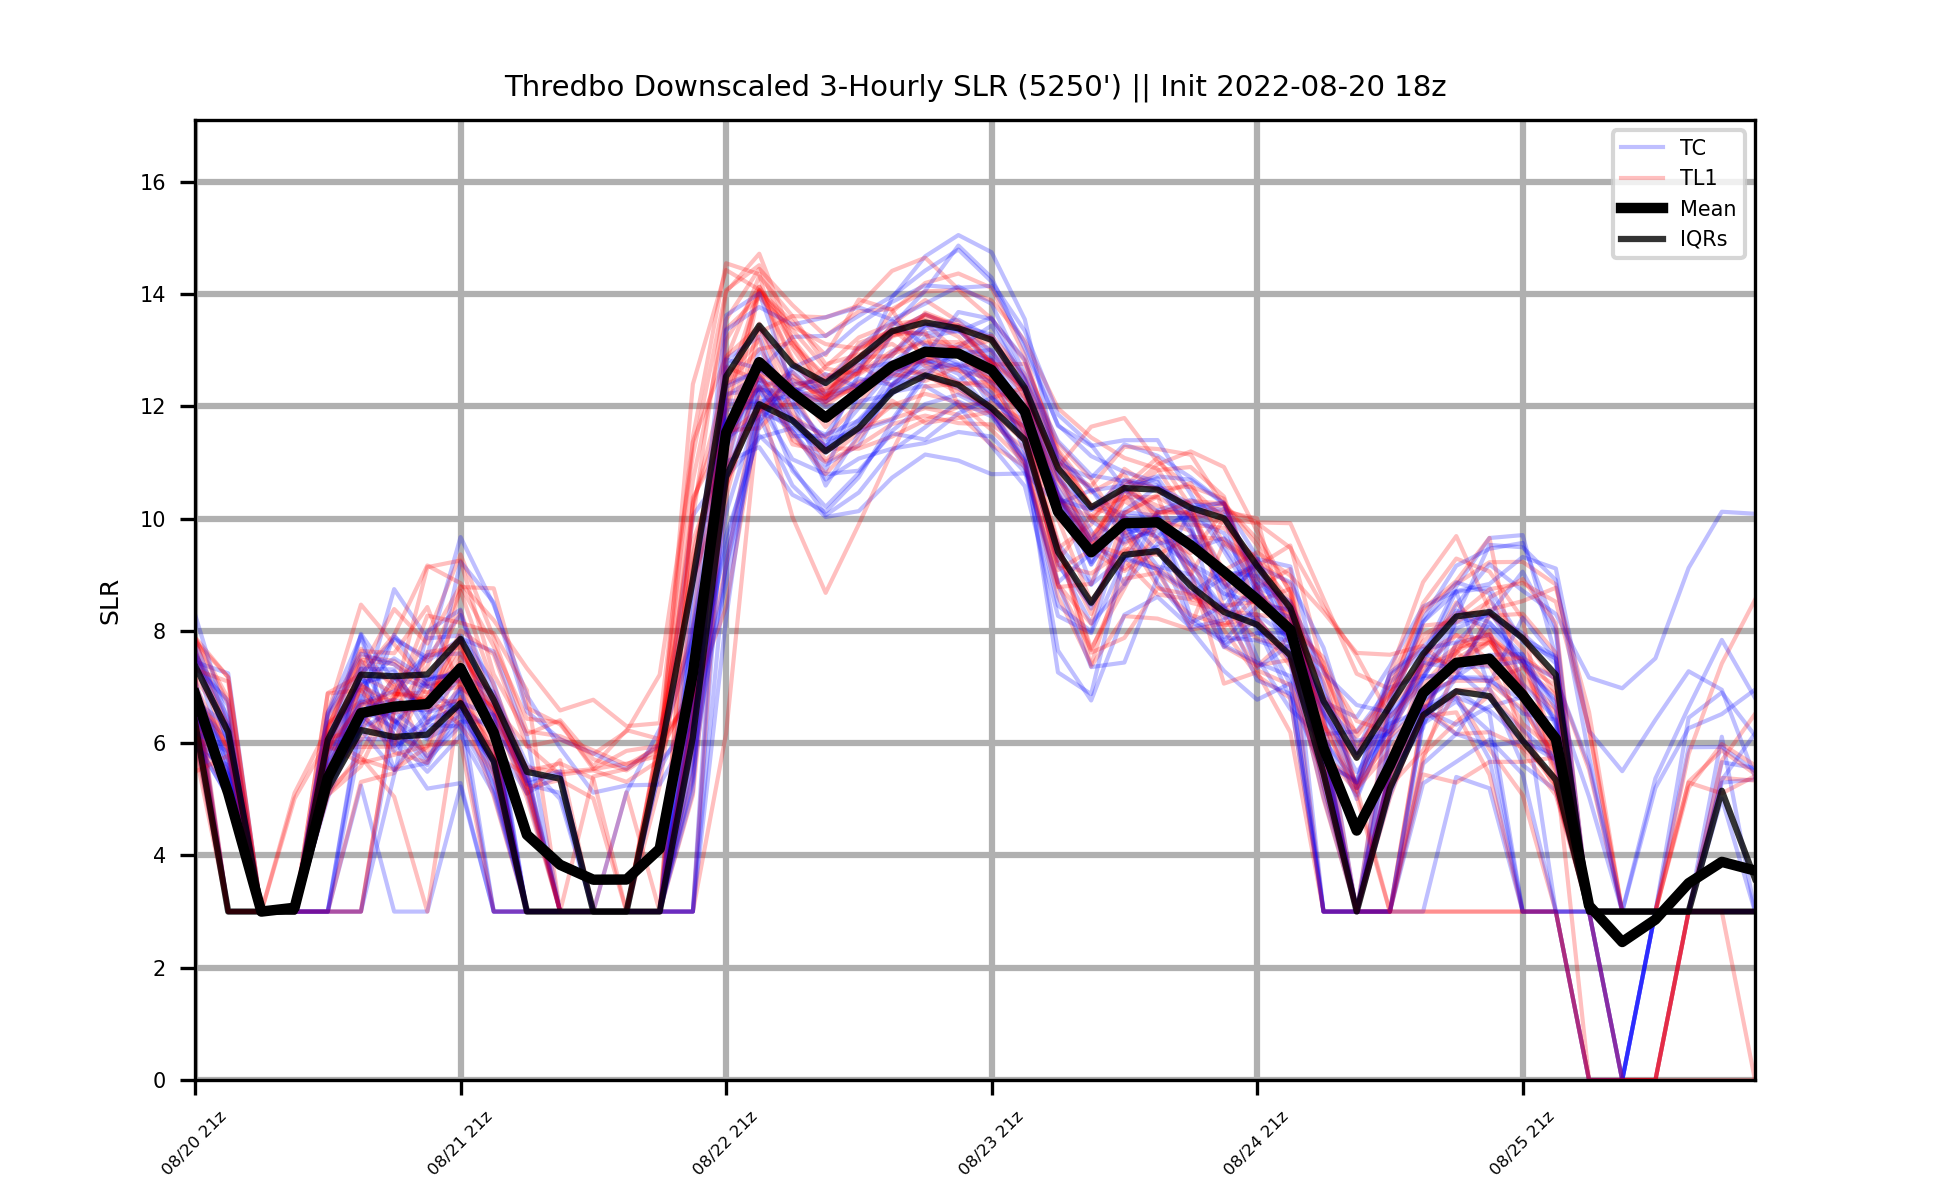 Thredbo Downscaled 3-Hourly SLR (5250') || Init 2022-08-20 18z
TC
TL1
Mean
IQRs
SLR
16
14
12
10
8
6
4
2
0
08/20 21z
08/21 21z
08/22 21z
08/23 21z
08/24 21z
08/25 21z